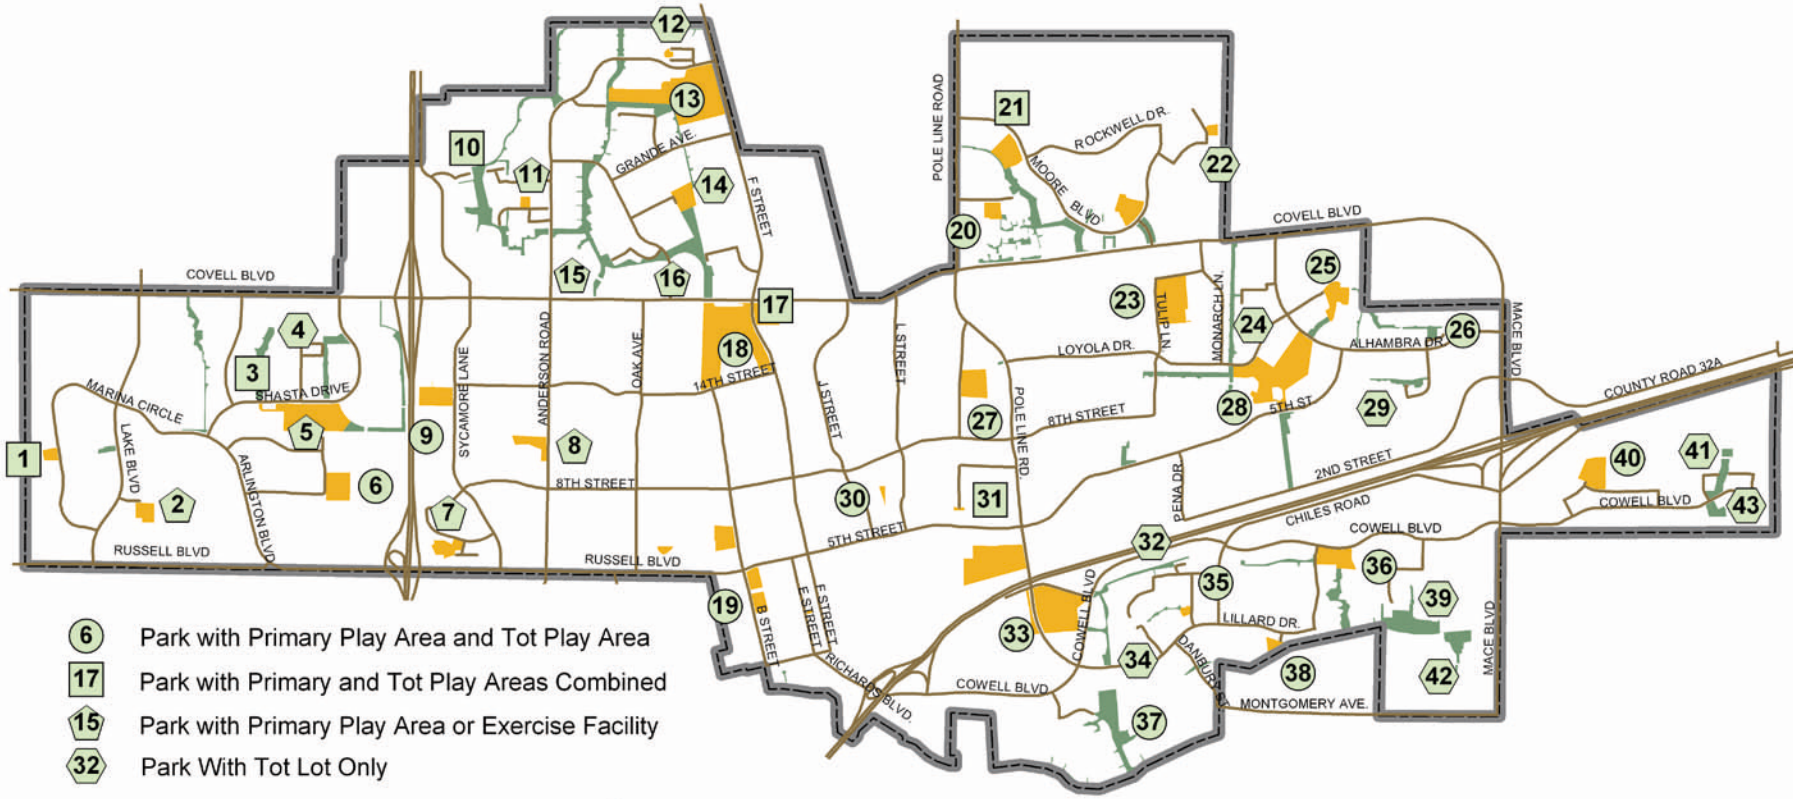 12
13
21
POLE LINE ROAD
ROCKWELL DR.
10
GRANDE AVE.
11
14
MOORE BLVD
22
F STREET
20
COVELL BLVD
15
16
25
COVELL BLVD
23
TULIP LN.
MONARCH LN.
24
17
4
26
MACE BLVD
ANDERSON ROAD
OAK AVE.
18
L STREET
LOYOLA DR.
ALHAMBRA DR
3
SYCAMORE LANE
14TH STREET
COUNTY ROAD 32A
SHASTA DRIVE
MARINA CIRCLE
J STREET
POLE LINE RD.
8TH STREET
28
5TH ST
29
5
9
27
LAKE BLVD
8
1
ARLINGTON BLVD
6
8TH STREET
2ND STREET
40
41
30
31
PENA DR.
CHILES ROAD
COWELL BLVD
43
2
7
5TH STREET
COWELL BLVD
RUSSELL BLVD
RUSSELL BLVD
32
36
35
39
19
B STREET
E STREET
F STREET
33
COWELL BLVD
LILLARD DR.
MACE BLVD
34
DANBURY ST.
38
42
RICHARDS BLVD.
COWELL BLVD
MONTGOMERY AVE.
37
6 Park with Primary Play Area and Tot Play Area
17 Park with Primary and Tot Play Areas Combined
15 Park with Primary Play Area or Exercise Facility
32 Park With Tot Lot Only